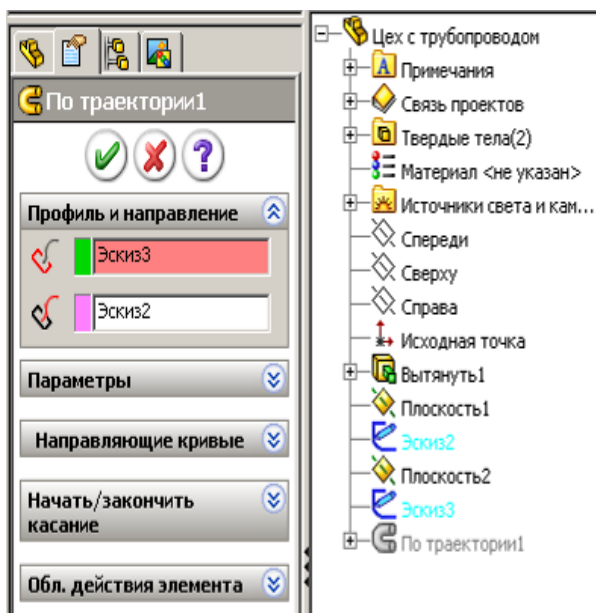 По траектории1
?
Профиль и направление
Эскиз3
Эскиз2
Параметры
Направляющие кривые
Начать/закончить
касание
Обл. действия элемента
Цех с трубопроводом
A Примечания
Связь проектов
Твердые тела(2)
Материал <не указан>
Источники света и кам...
Спереди
Сверху
Справа
Исходная точка
Вытянуть1
Плоскость1
Эскиз2
Плоскость2
Эскиз3
По траектории1